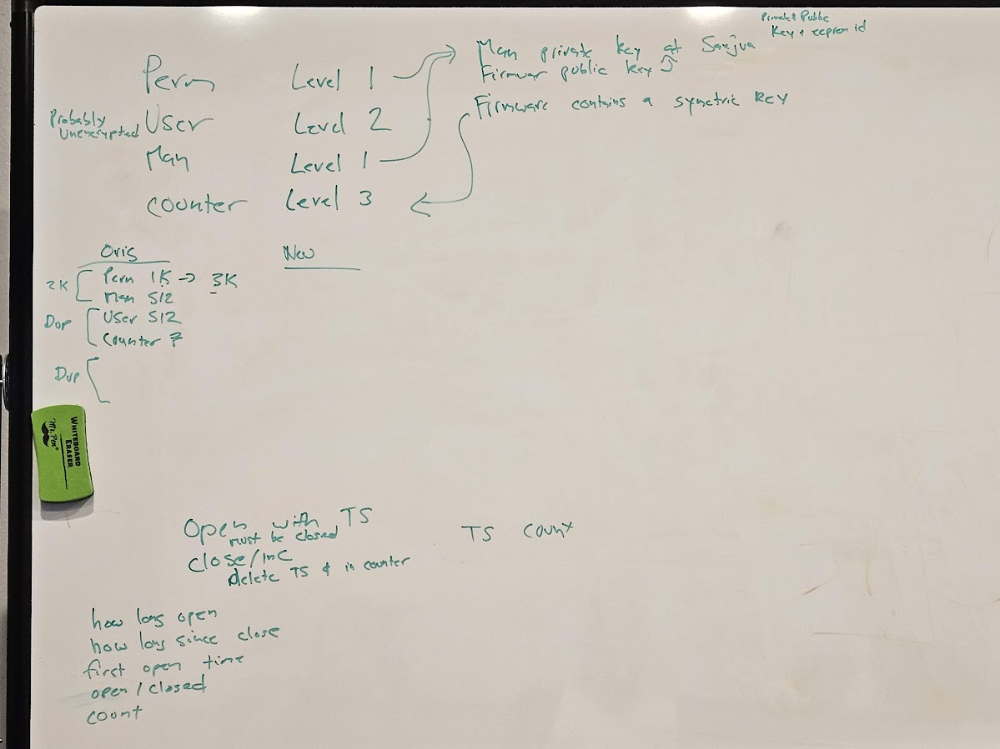 Private & Public
Key + eeprom id
Man private key at Sanjua
Firmwar public key
Firmware contains a symetric key
Perm Level 1
Probably
Unencrypted
User Level 2
Man Level 1
counter Level 3
Orig New
2K
Perm 1K → 3K
Man 512
Dop
User 512
Counter ?
Dup
WHITEBOARD
ERASER
Mr. Pen
Open with TS
must be closed
TS count
close/inc
Delete TS & in counter
how long open
how long since close
first open time
open/closed
count